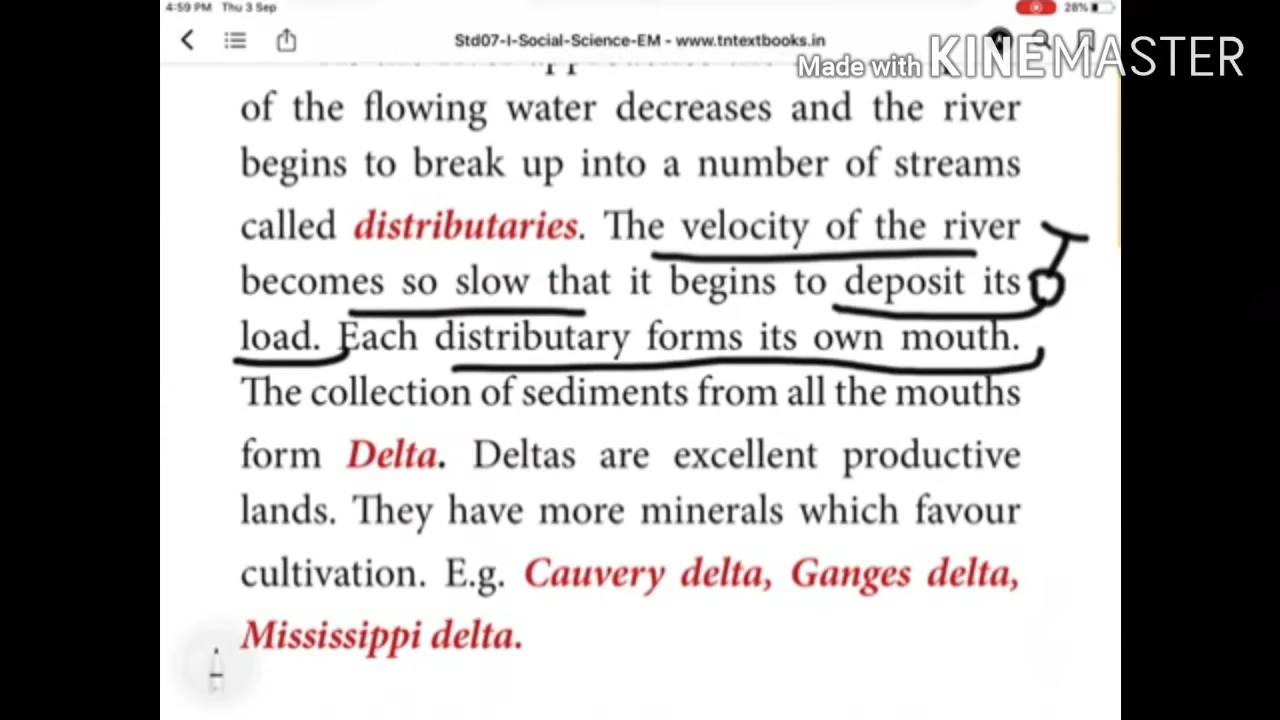 4:59 PM Thu 3 Sep
28%
Std07-I-Social-Science-EM - www.tntextbooks.in
Made with KINEMASTER
of the flowing water decreases and the river
begins to break up into a number of streams
called distributaries. The velocity of the river
becomes so slow that it begins to deposit its
load. Each distributary forms its own mouth.
The collection of sediments from all the mouths
form Delta. Deltas are excellent productive
lands. They have more minerals which favour
cultivation. E.g. Cauvery delta, Ganges delta,
Mississippi delta.